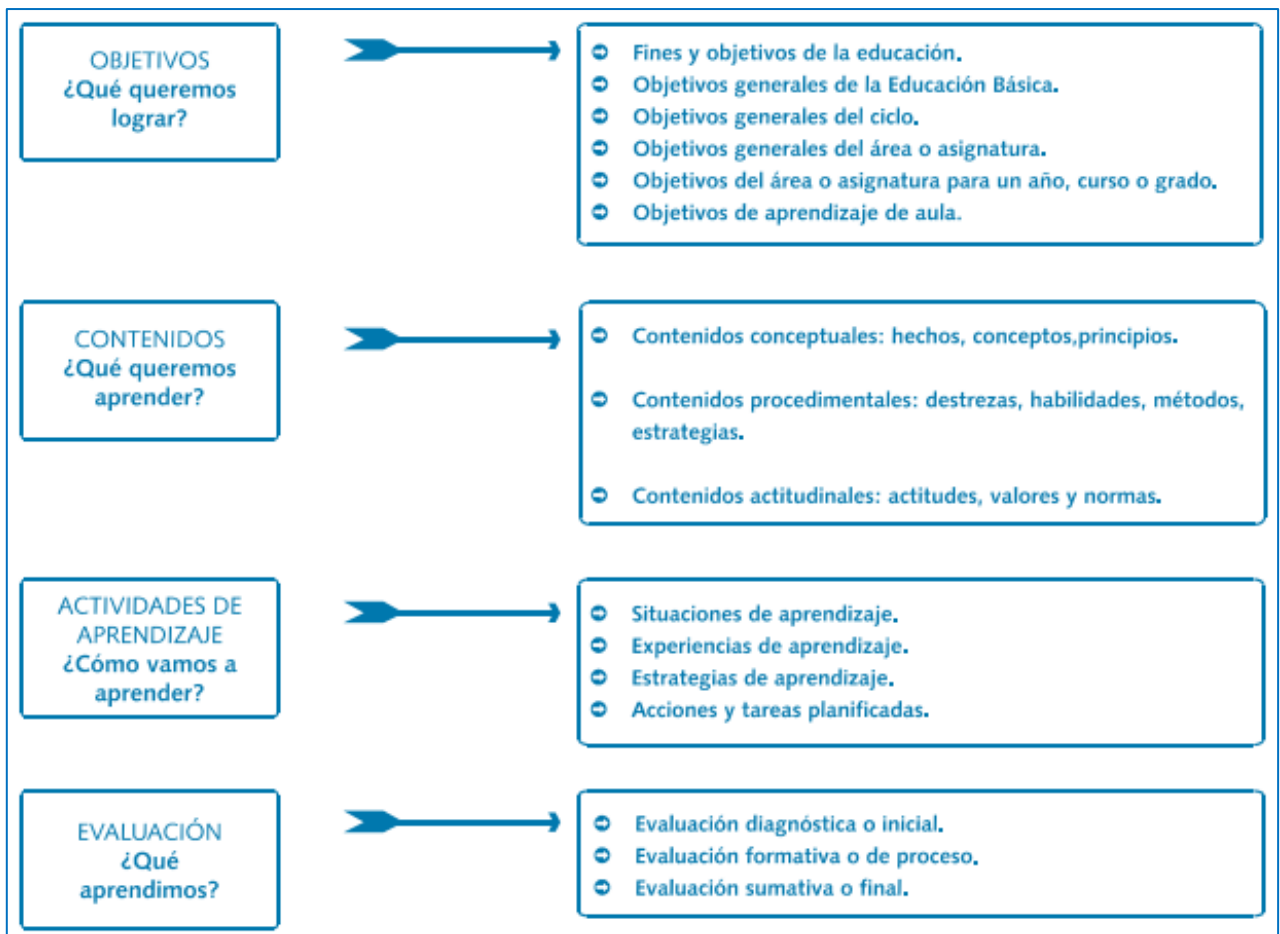 OBJETIVOS
¿Qué queremos
lograr?
Fines y objetivos de la educación.
Objetivos generales de la Educación Básica.
Objetivos generales del ciclo.
Objetivos generales del área o asignatura.
Objetivos del área o asignatura para un año, curso o grado.
Objetivos de aprendizaje de aula.
CONTENIDOS
¿Qué queremos
aprender?
Contenidos conceptuales: hechos, conceptos,principios.
Contenidos procedimentales: destrezas, habilidades, métodos,
estrategias.
Contenidos actitudinales: actitudes, valores y normas.
ACTIVIDADES DE
APRENDIZAJE
¿Cómo vamos a
aprender?
Situaciones de aprendizaje.
Experiencias de aprendizaje.
Estrategias de aprendizaje.
Acciones y tareas planificadas.
EVALUACIÓN
¿Qué
aprendimos?
Evaluación diagnóstica o inicial.
Evaluación formativa o de proceso.
Evaluación sumativa o final.